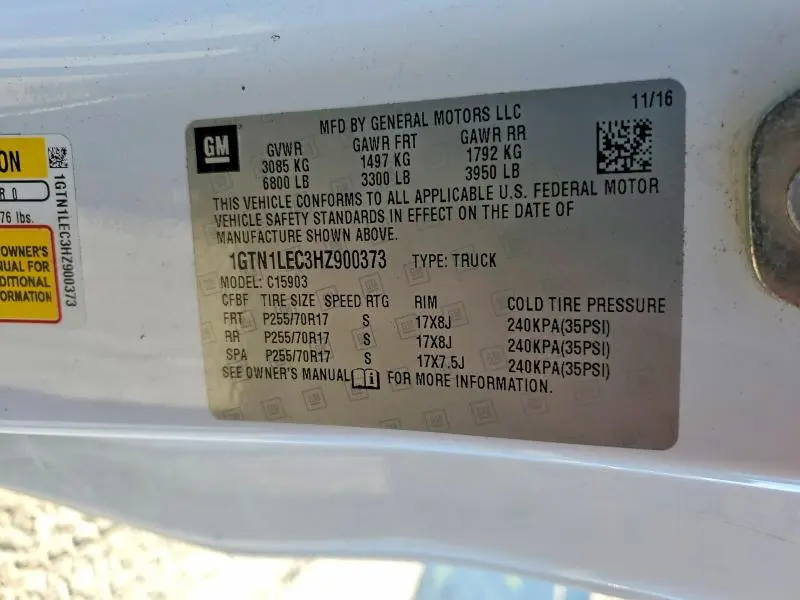 GM
MFD BY GENERAL MOTORS LLC
11/16
GVWR GAWR FRT GAWR RR
3085 KG 1497 KG 1792 KG
6800 LB 3300 LB 3950 LB
THIS VEHICLE CONFORMS TO ALL APPLICABLE U.S. FEDERAL MOTOR
VEHICLE SAFETY STANDARDS IN EFFECT ON THE DATE OF
MANUFACTURE SHOWN ABOVE.
1GTN1LEC3HZ900373 TYPE: TRUCK
MODEL: C15903
CFBF TIRE SIZE SPEED RTG RIM COLD TIRE PRESSURE
FRT P255/70R17 S 17X8J 240KPA(35PSI)
RR P255/70R17 S 17X8J 240KPA(35PSI)
SPA P255/70R17 S 17X7.5J 240KPA(35PSI)
SEE OWNER'S MANUAL FOR MORE INFORMATION.
ON
R 0
76 lbs.
OWNER'S
UAL FOR
DITIONAL
FORMATION
1GTN1LEC3HZ900373